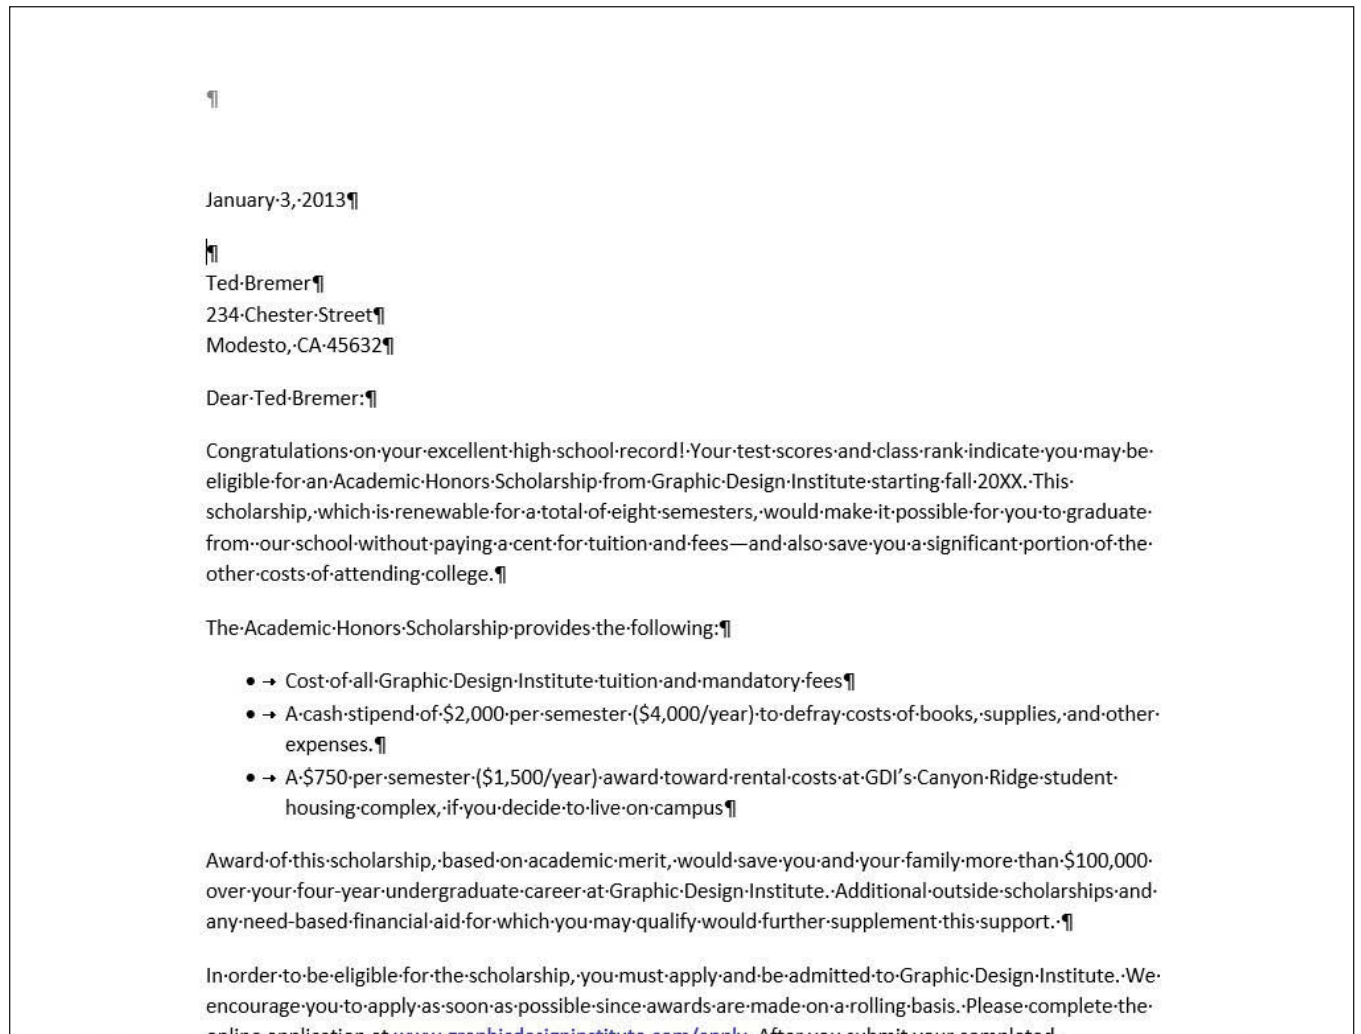 ¶
January·3,·2013¶
¶
Ted·Bremer¶
234·Chester·Street¶
Modesto,·CA·45632¶
Dear·Ted·Bremer:¶
Congratulations·on·your·excellent·high·school·record!·Your·test·scores·and·class·rank·indicate·you·may·be·
eligible·for·an·Academic·Honors·Scholarship·from·Graphic·Design·Institute·starting·fall·20XX.·This·
scholarship,·which·is·renewable·for·a·total·of·eight·semesters,·would·make·it·possible·for·you·to·graduate·
from··our·school·without·paying·a·cent·for·tuition·and·fees—and·also·save·you·a·significant·portion·of·the·
other·costs·of·attending·college.¶
The·Academic·Honors·Scholarship·provides·the·following:¶
•→Cost·of·all·Graphic·Design·Institute·tuition·and·mandatory·fees¶
•→A·cash·stipend·of·$2,000·per·semester·($4,000/year)·to·defray·costs·of·books,·supplies,·and·other·
expenses.¶
•→A·$750·per·semester·($1,500/year)·award·toward·rental·costs·at·GDI’s·Canyon·Ridge·student·
housing·complex,·if·you·decide·to·live·on·campus¶
Award·of·this·scholarship,·based·on·academic·merit,·would·save·you·and·your·family·more·than·$100,000·
over·your·four-year·undergraduate·career·at·Graphic·Design·Institute.·Additional·outside·scholarships·and·
any·need-based·financial·aid·for·which·you·may·qualify·would·further·supplement·this·support.·¶
In·order·to·be·eligible·for·the·scholarship,·you·must·apply·and·be·admitted·to·Graphic·Design·Institute.·We·
encourage·you·to·apply·as·soon·as·possible·since·awards·are·made·on·a·rolling·basis.·Please·complete·the·
online·application·at·www.graphicdesigninstitute.com/apply.·After·you·submit·your·completed·